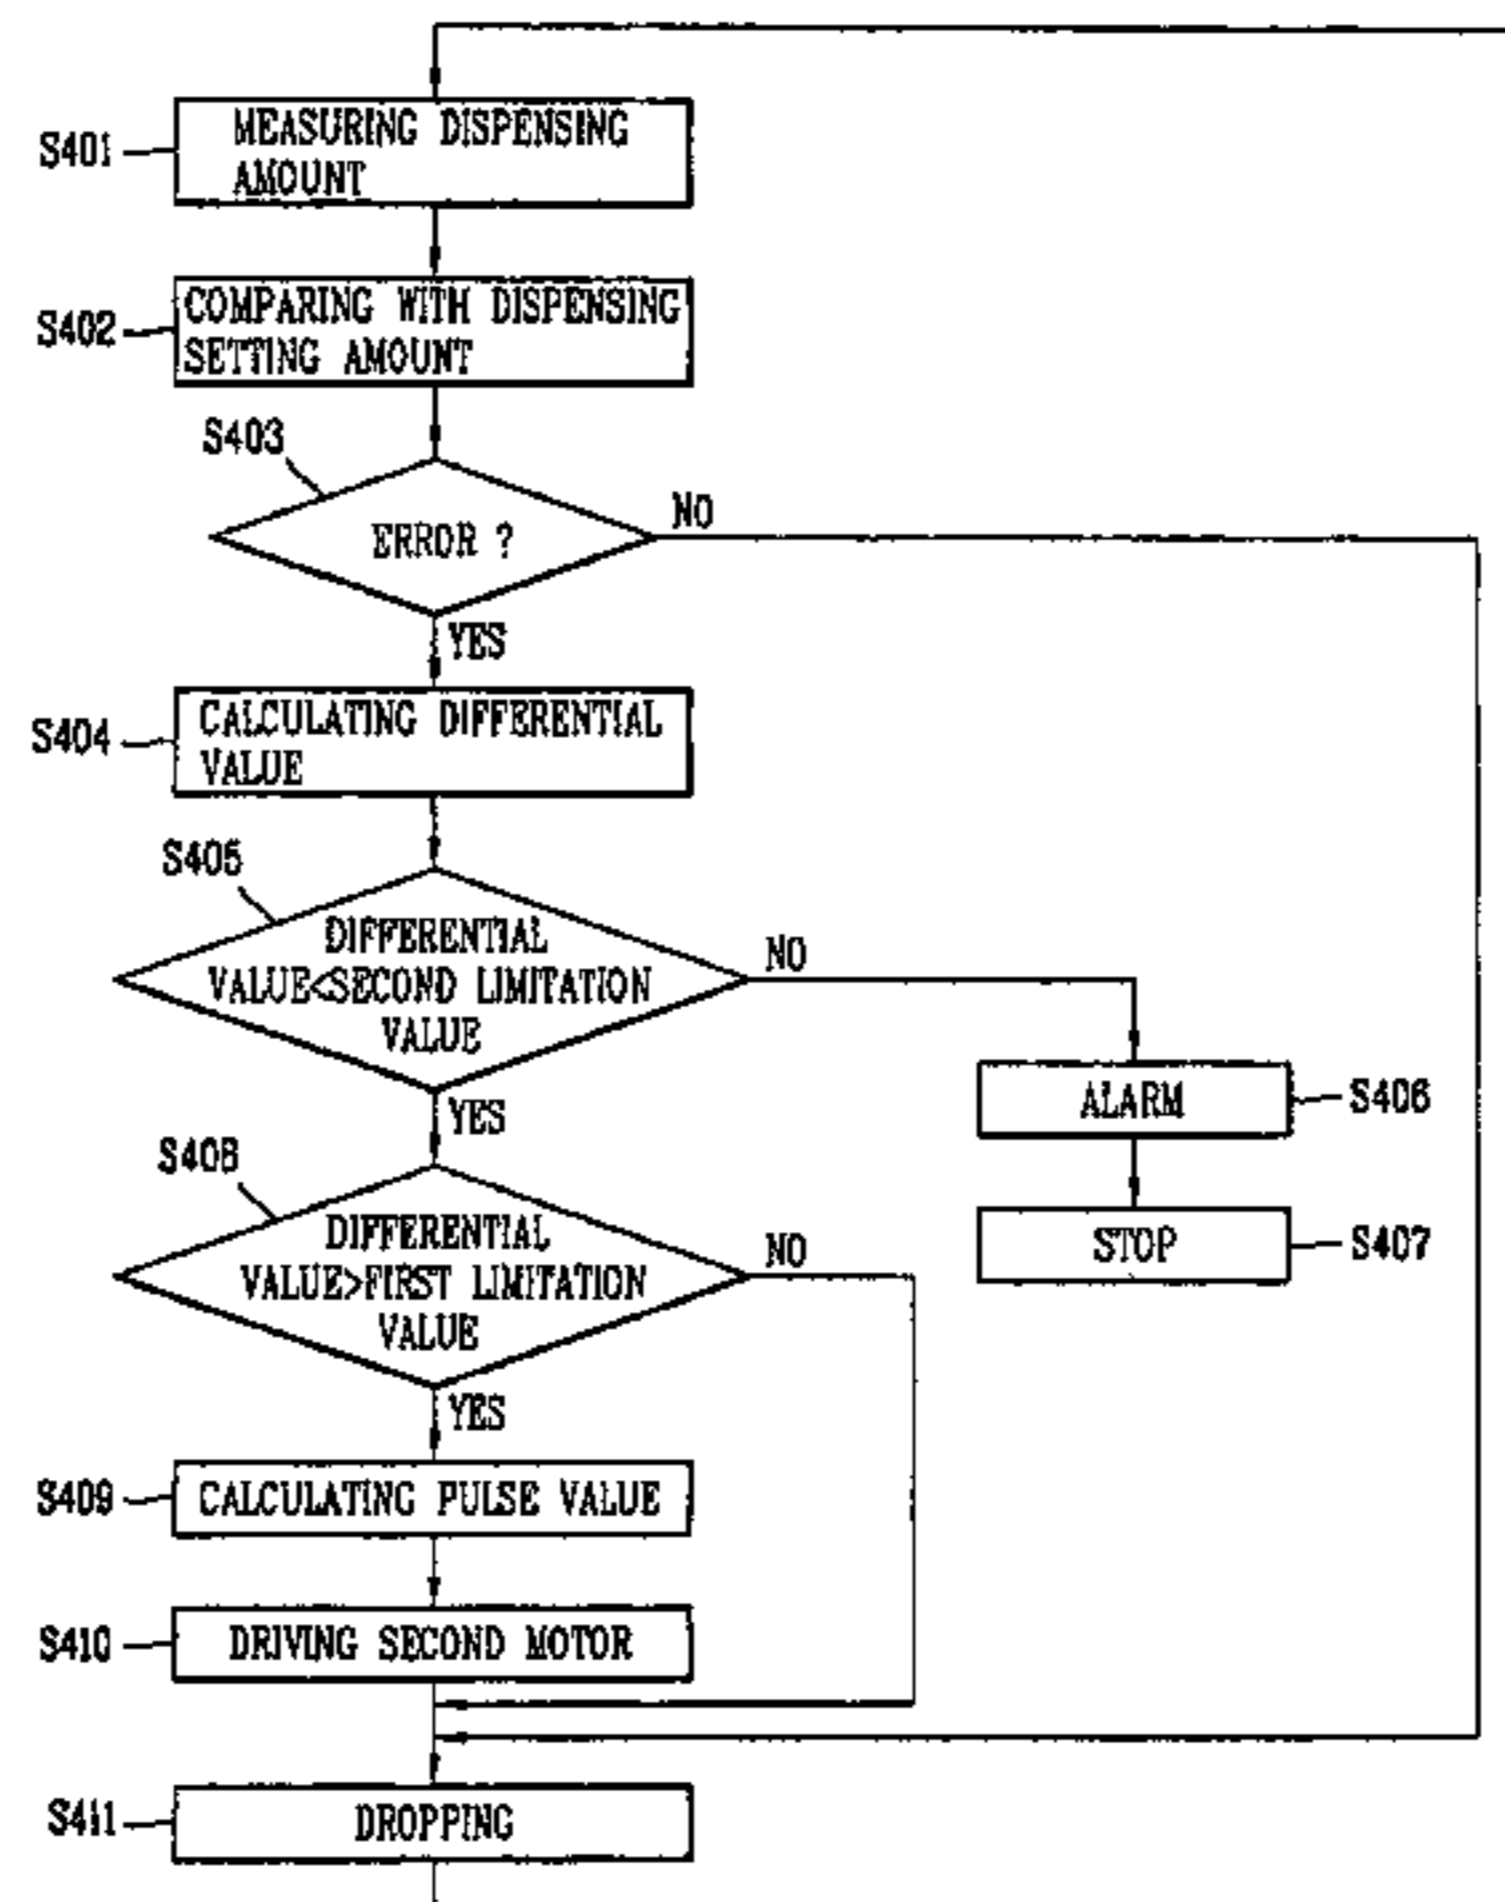 S401
MEASURING DISPENSING
AMOUNT
S402
COMPARING WITH DISPENSING
SETTING AMOUNT
S403
ERROR ?
NO
YES
S404
CALCULATING DIFFERENTIAL
VALUE
S405
DIFFERENTIAL
VALUE<SECOND LIMITATION
VALUE
NO
YES
ALARM
S406
STOP
S407
S408
DIFFERENTIAL
VALUE>FIRST LIMITATION
VALUE
NO
YES
S409
CALCULATING PULSE VALUE
S410
DRIVING SECOND MOTOR
S411
DROPPING